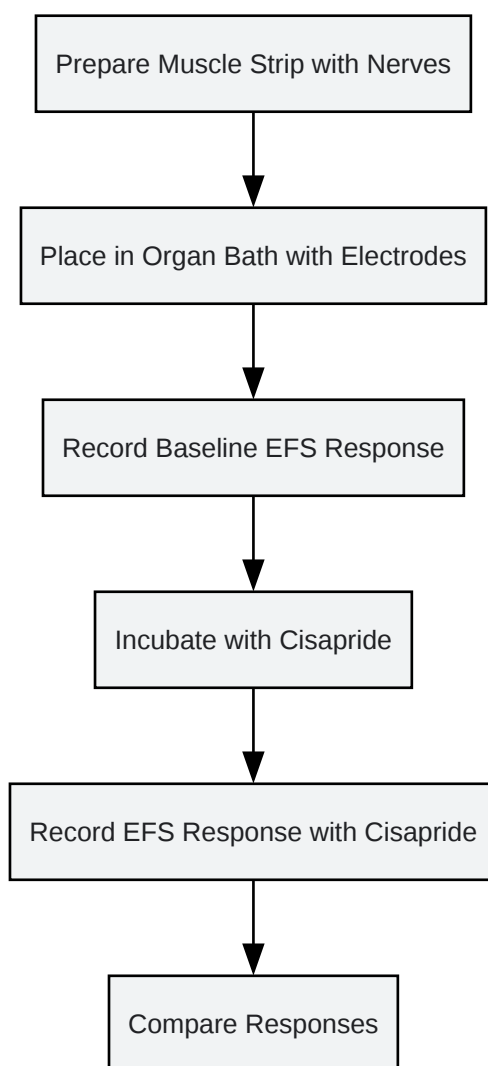 Prepare Muscle Strip with Nerves
Place in Organ Bath with Electrodes
Record Baseline EFS Response
Incubate with Cisapride
Record EFS Response with Cisapride
Compare Responses